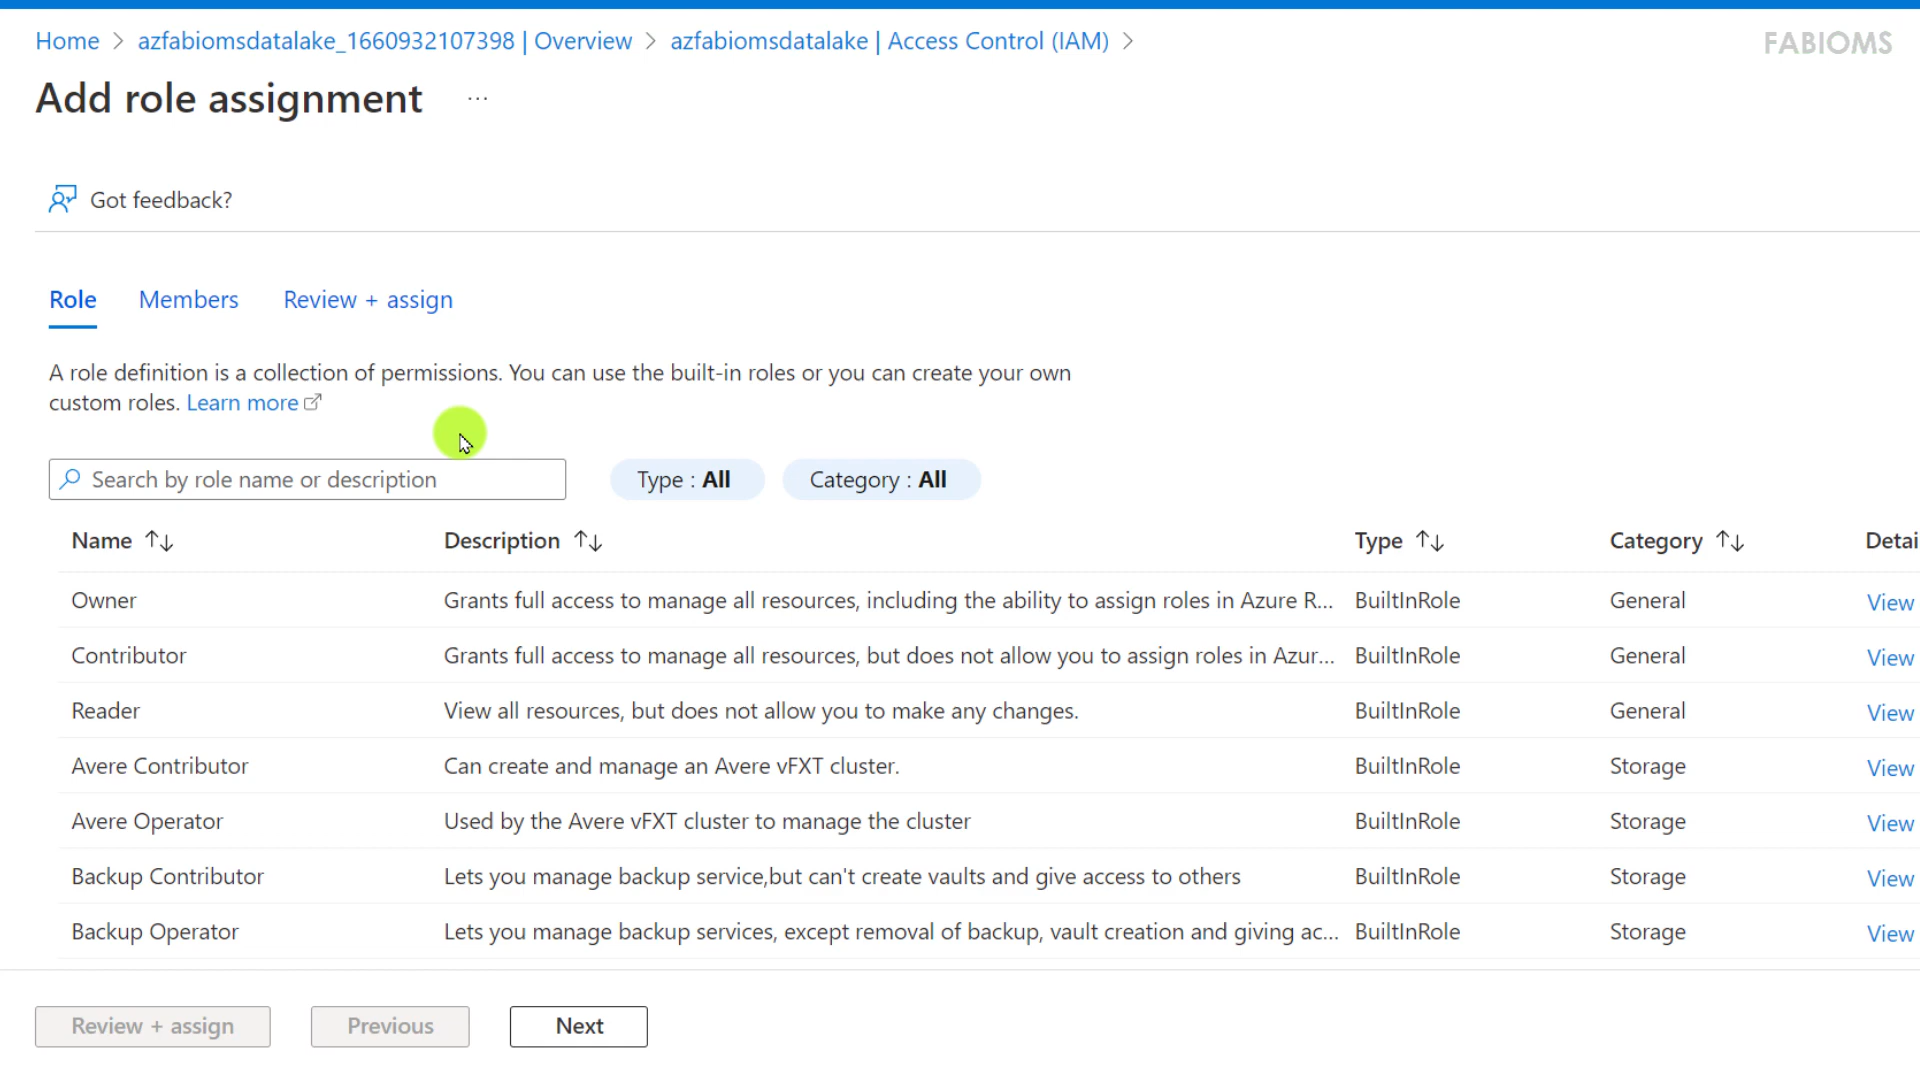 Home > azfabiomsdatalake_1660932107398 | Overview > azfabiomsdatalake | Access Control (IAM) >
FABIOMS
Add role assignment ...
Got feedback?
Role Members Review + assign
A role definition is a collection of permissions. You can use the built-in roles or you can create your own
custom roles. Learn more
Search by role name or description Type : All Category : All
Name ↑↓ Description ↑↓ Type ↑↓ Category ↑↓ Detai
Owner Grants full access to manage all resources, including the ability to assign roles in Azure R... BuiltInRole General View
Contributor Grants full access to manage all resources, but does not allow you to assign roles in Azur... BuiltInRole General View
Reader View all resources, but does not allow you to make any changes. BuiltInRole General View
Avere Contributor Can create and manage an Avere vFXT cluster. BuiltInRole Storage View
Avere Operator Used by the Avere vFXT cluster to manage the cluster BuiltInRole Storage View
Backup Contributor Lets you manage backup service,but can't create vaults and give access to others BuiltInRole Storage View
Backup Operator Lets you manage backup services, except removal of backup, vault creation and giving ac... BuiltInRole Storage View
Review + assign Previous Next